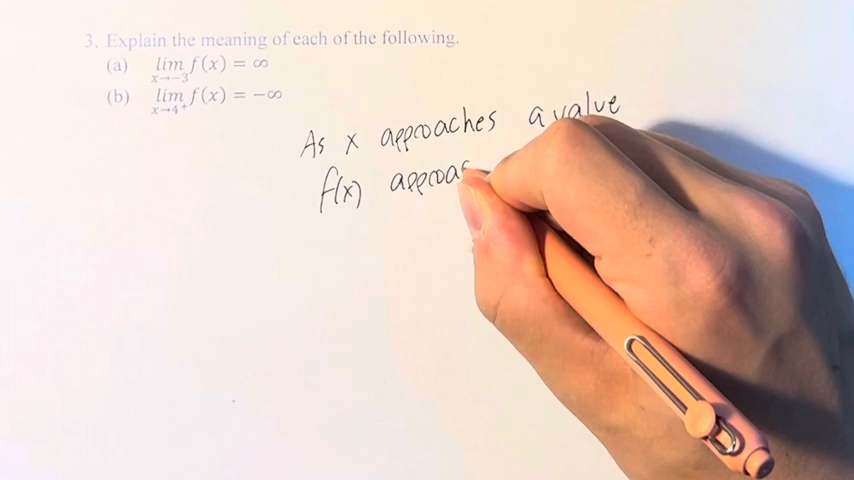 3. Explain the meaning of each of the following.
(a) lim f(x) = ∞
x→−3
(b) lim f(x) = −∞
x→4⁺
As x approaches a value
f(x) approac